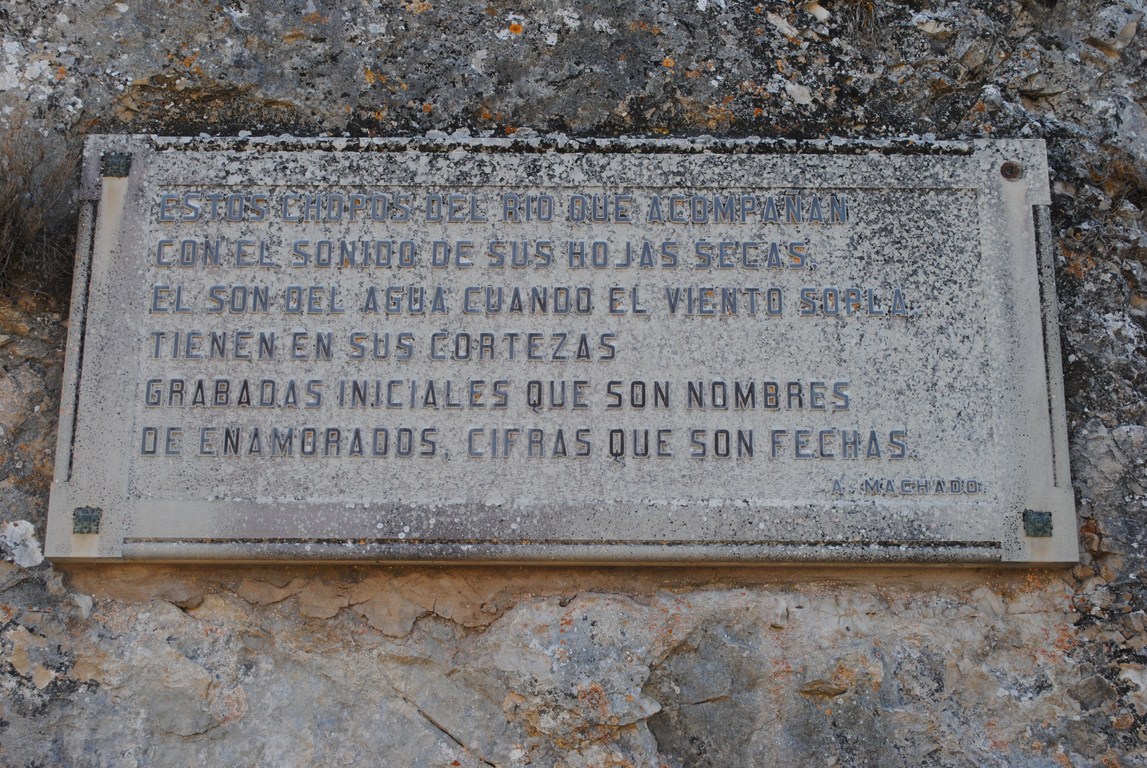 ESTOS CHOPOS DEL RIO QUE ACOMPAÑAN
CON EL SONIDO DE SUS HOJAS SECAS,
EL SON DEL AGUA CUANDO EL VIENTO SOPLA,
TIENEN EN SUS CORTEZAS
GRABADAS INICIALES QUE SON NOMBRES
DE ENAMORADOS, CIFRAS QUE SON FECHAS
A. MACHADO.